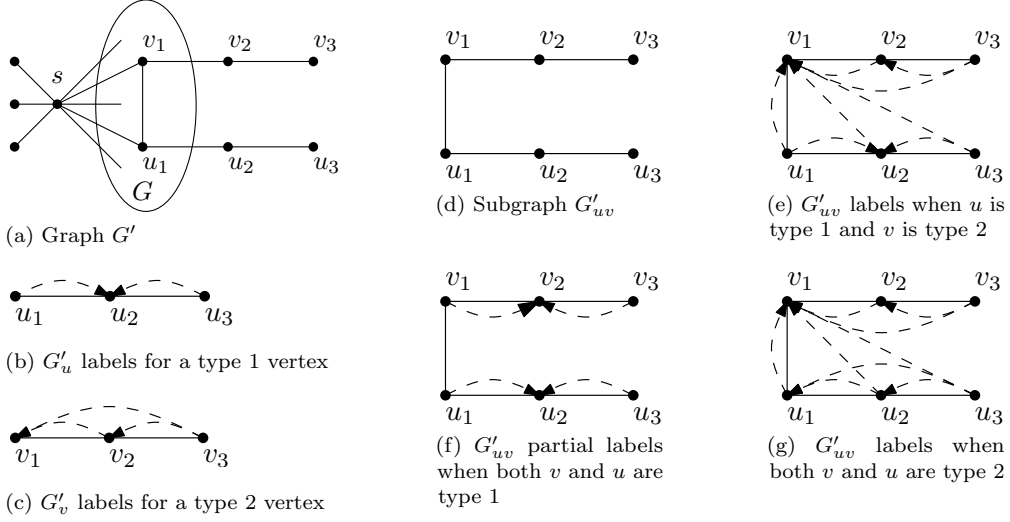 s
v₁
v₂
v₃
u₁
u₂
u₃
G
(a) Graph G′
u₁
u₂
u₃
(b) G′ᵤ labels for a type 1 vertex
v₁
v₂
v₃
(c) G′ᵥ labels for a type 2 vertex
v₁
v₂
v₃
u₁
u₂
u₃
(d) Subgraph G′ᵤᵥ
v₁
v₂
v₃
u₁
u₂
u₃
(e) G′ᵤᵥ labels when u is
type 1 and v is type 2
v₁
v₂
v₃
u₁
u₂
u₃
(f) G′ᵤᵥ partial labels
when both v and u are
type 1
v₁
v₂
v₃
u₁
u₂
u₃
(g) G′ᵤᵥ labels when
both v and u are type 2